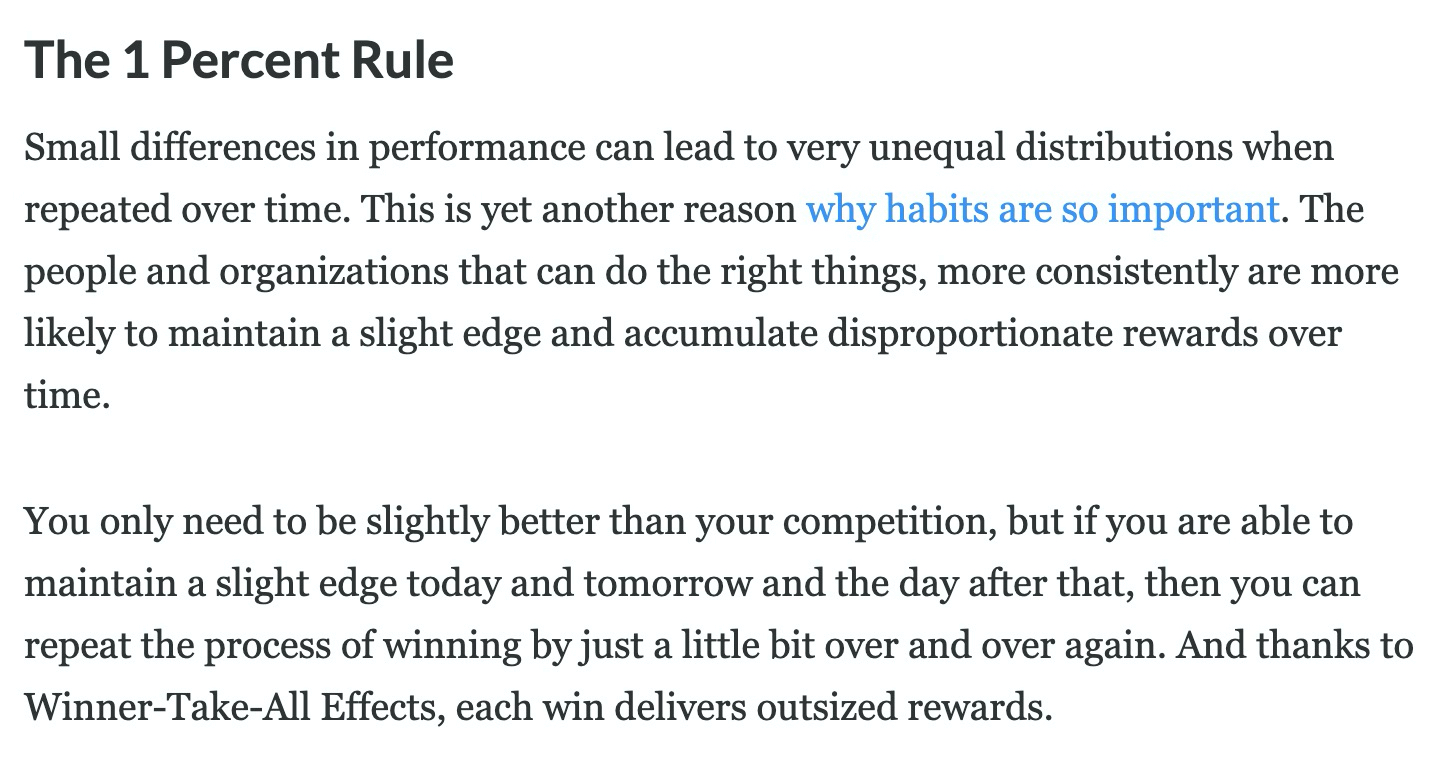 The 1 Percent Rule
Small differences in performance can lead to very unequal distributions when
repeated over time. This is yet another reason why habits are so important. The
people and organizations that can do the right things, more consistently are more
likely to maintain a slight edge and accumulate disproportionate rewards over
time.
You only need to be slightly better than your competition, but if you are able to
maintain a slight edge today and tomorrow and the day after that, then you can
repeat the process of winning by just a little bit over and over again. And thanks to
Winner-Take-All Effects, each win delivers outsized rewards.